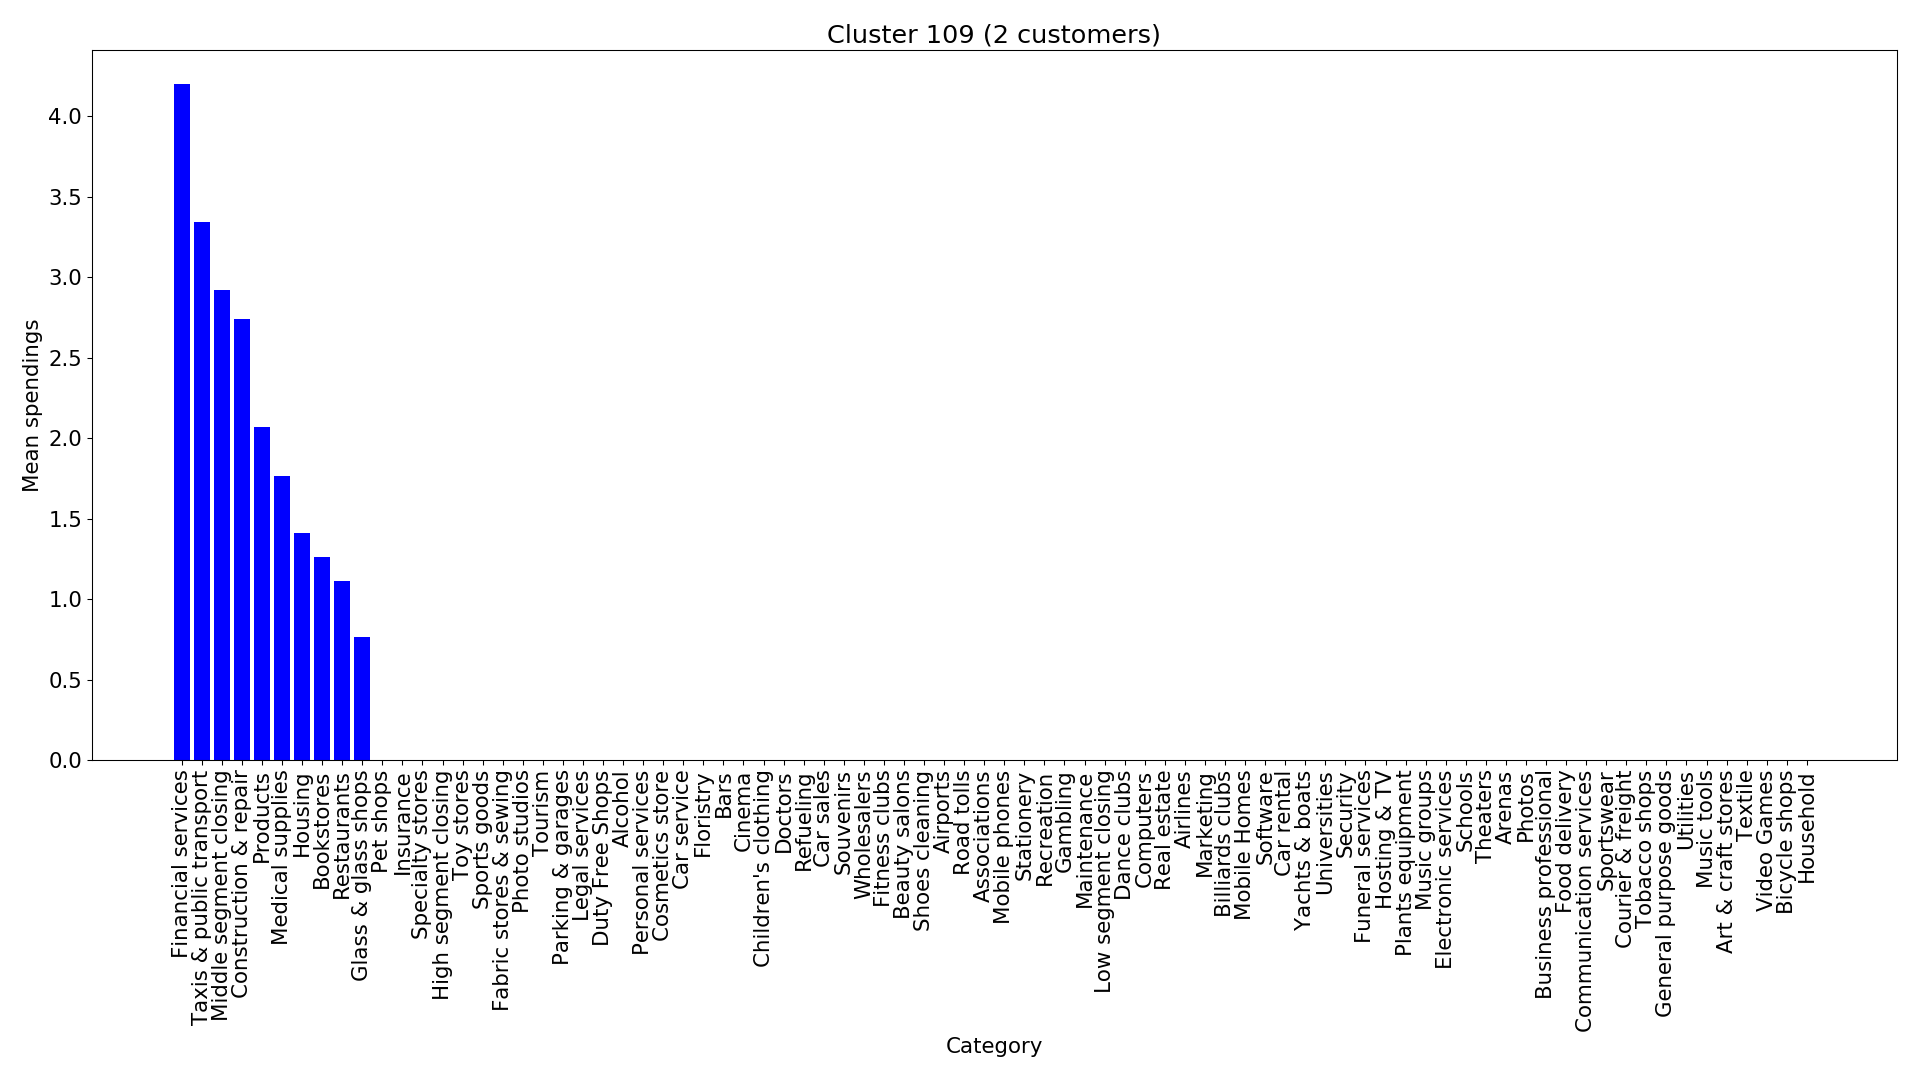 Cluster 109 (2 customers)
Mean spendings
4.0
3.5
3.0
2.5
2.0
1.5
1.0
0.5
0.0
Financial services
Taxis & public transport
Middle segment closing
Construction & repair
Products
Medical supplies
Housing
Bookstores
Restaurants
Glass & glass shops
Pet shops
Insurance
Specialty stores
High segment closing
Toy stores
Sports goods
Fabric stores & sewing
Photo studios
Tourism
Parking & garages
Legal services
Duty Free Shops
Alcohol
Personal services
Cosmetics store
Car service
Floristry
Bars
Cinema
Children's clothing
Doctors
Refueling
Car sales
Souvenirs
Wholesalers
Fitness clubs
Beauty salons
Shoes cleaning
Airports
Road tolls
Associations
Mobile phones
Stationery
Recreation
Gambling
Maintenance
Low segment closing
Dance clubs
Computers
Real estate
Airlines
Marketing
Billiards clubs
Mobile Homes
Software
Car rental
Yachts & boats
Universities
Security
Funeral services
Hosting & TV
Plants equipment
Music groups
Electronic services
Schools
Theaters
Arenas
Photos
Business professional
Food delivery
Communication services
Sportswear
Courier & freight
Tobacco shops
General purpose goods
Utilities
Music tools
Art & craft stores
Textile
Video Games
Bicycle shops
Household
Category